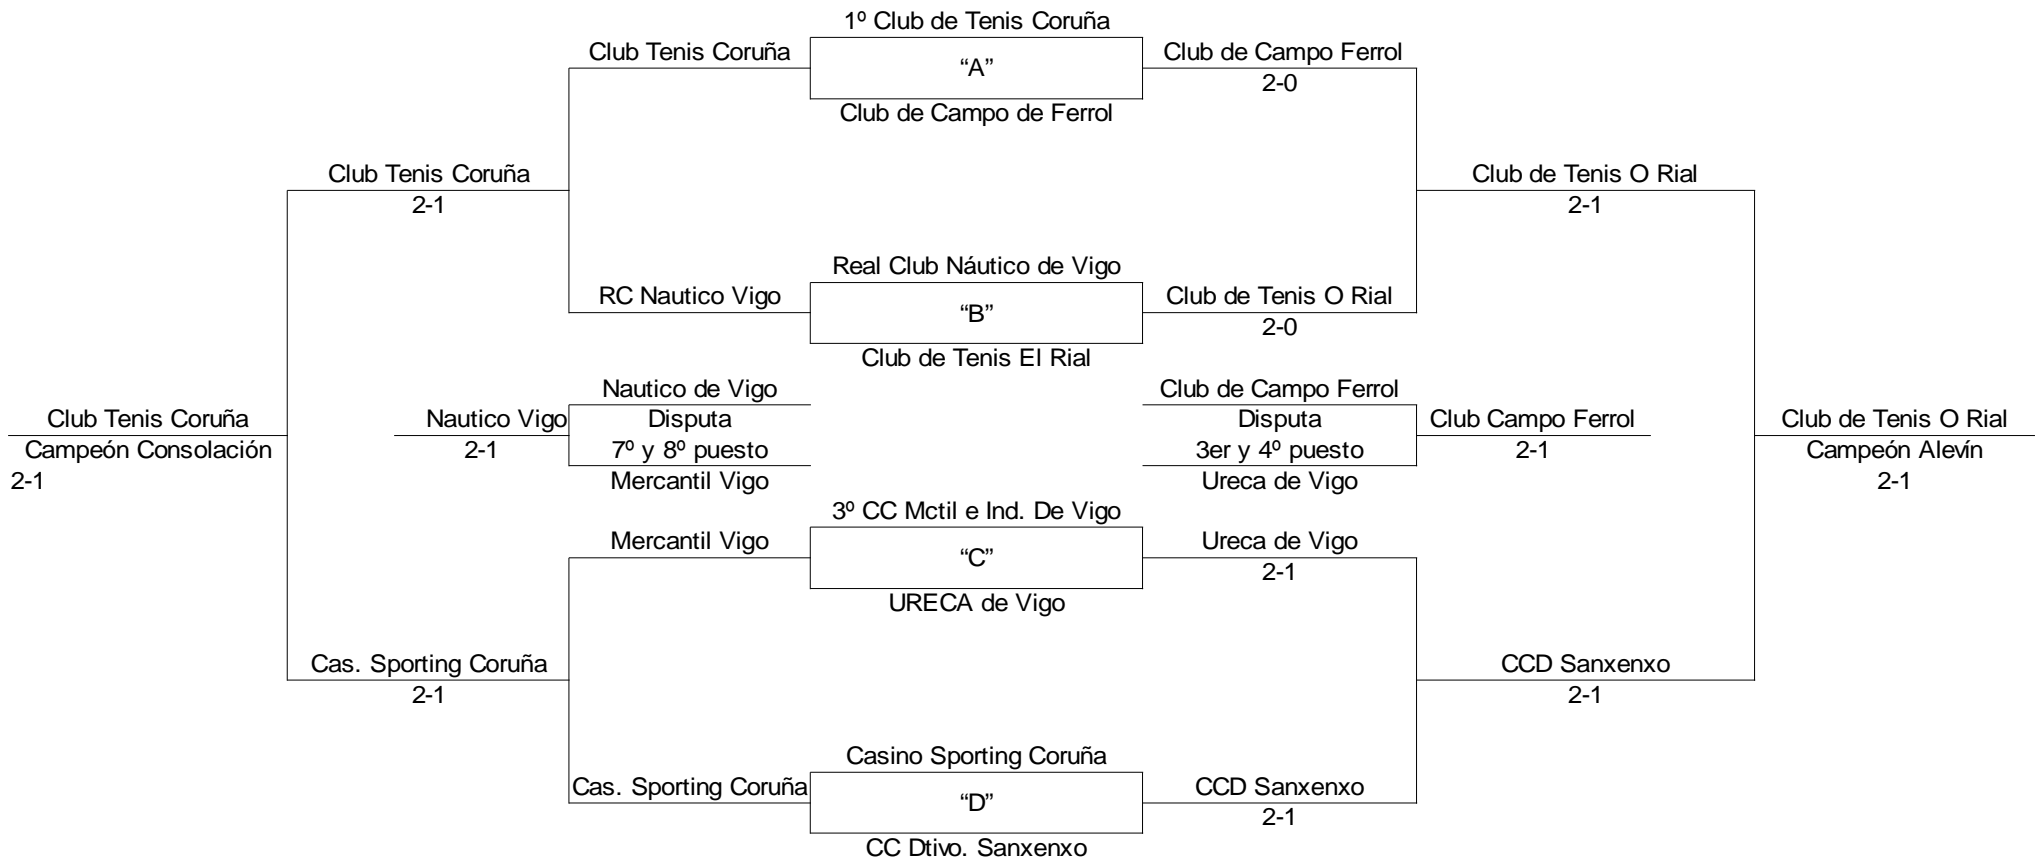 1º Club de Tenis Coruña
Club Tenis Coruña
“A”
Club de Campo Ferrol
2-0
Club de Campo de Ferrol
Club Tenis Coruña
2-1
Club de Tenis O Rial
2-1
Real Club Náutico de Vigo
RC Nautico Vigo
“B”
Club de Tenis O Rial
2-0
Club de Tenis El Rial
Nautico de Vigo
Club de Campo Ferrol
Club Tenis Coruña
Nautico Vigo
Disputa
Disputa
Club Campo Ferrol
Club de Tenis O Rial
Campeón Consolación
2-1
7º y 8º puesto
3er y 4º puesto
2-1
Campeón Alevín
2-1
Mercantil Vigo
Ureca de Vigo
2-1
3º CC Mctil e Ind. De Vigo
Mercantil Vigo
“C”
Ureca de Vigo
2-1
URECA de Vigo
Cas. Sporting Coruña
2-1
CCD Sanxenxo
2-1
Casino Sporting Coruña
Cas. Sporting Coruña
“D”
CCD Sanxenxo
2-1
CC Dtivo. Sanxenxo